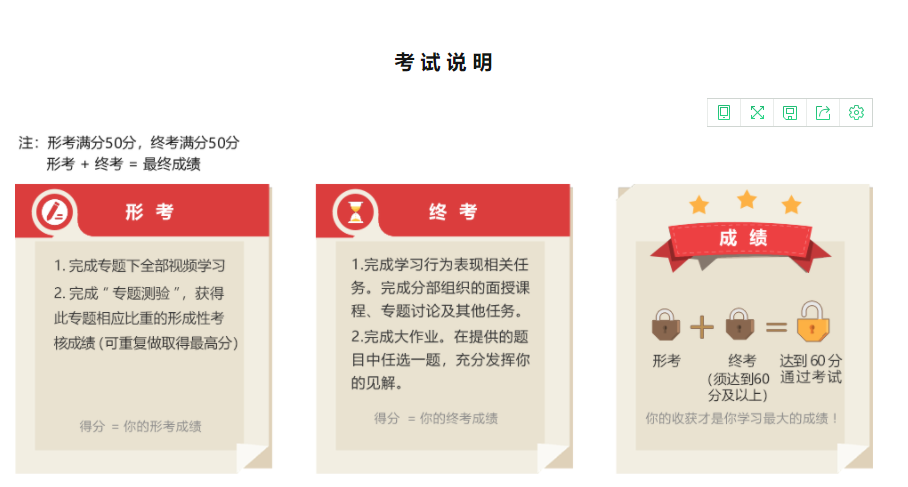 考试说明
注：形考满分50分，终考满分50分
形考 + 终考 = 最终成绩
形 考
1. 完成专题下全部视频学习
2. 完成“专题测验”，获得
此专题相应比重的形成性考
核成绩 (可重复做取得最高分)
得分 = 你的形考成绩
终 考
1.完成学习行为表现相关任
务。完成分部组织的面授课
程、专题讨论及其他任务。
2.完成大作业。在提供的题
目中任选一题，充分发挥你
的见解。
得分 = 你的终考成绩
成 绩
+ =
形考
终考
(须达到60
分及以上)
达到 60 分
通过考试
你的收获才是你学习最大的成绩！